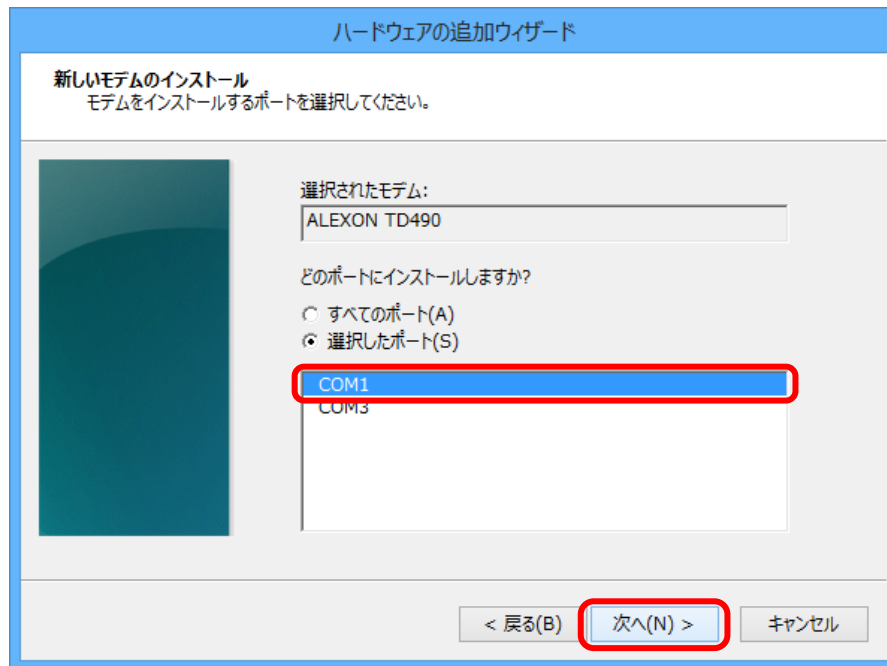 ハードウェアの追加ウィザード
新しいモデムのインストール
モデムをインストールするポートを選択してください。
選択されたモデム:
ALEXON TD490
どのポートにインストールしますか?
すべてのポート(A)
選択したポート(S)
COM1
COM3
< 戻る(B)
次へ(N) >
キャンセル